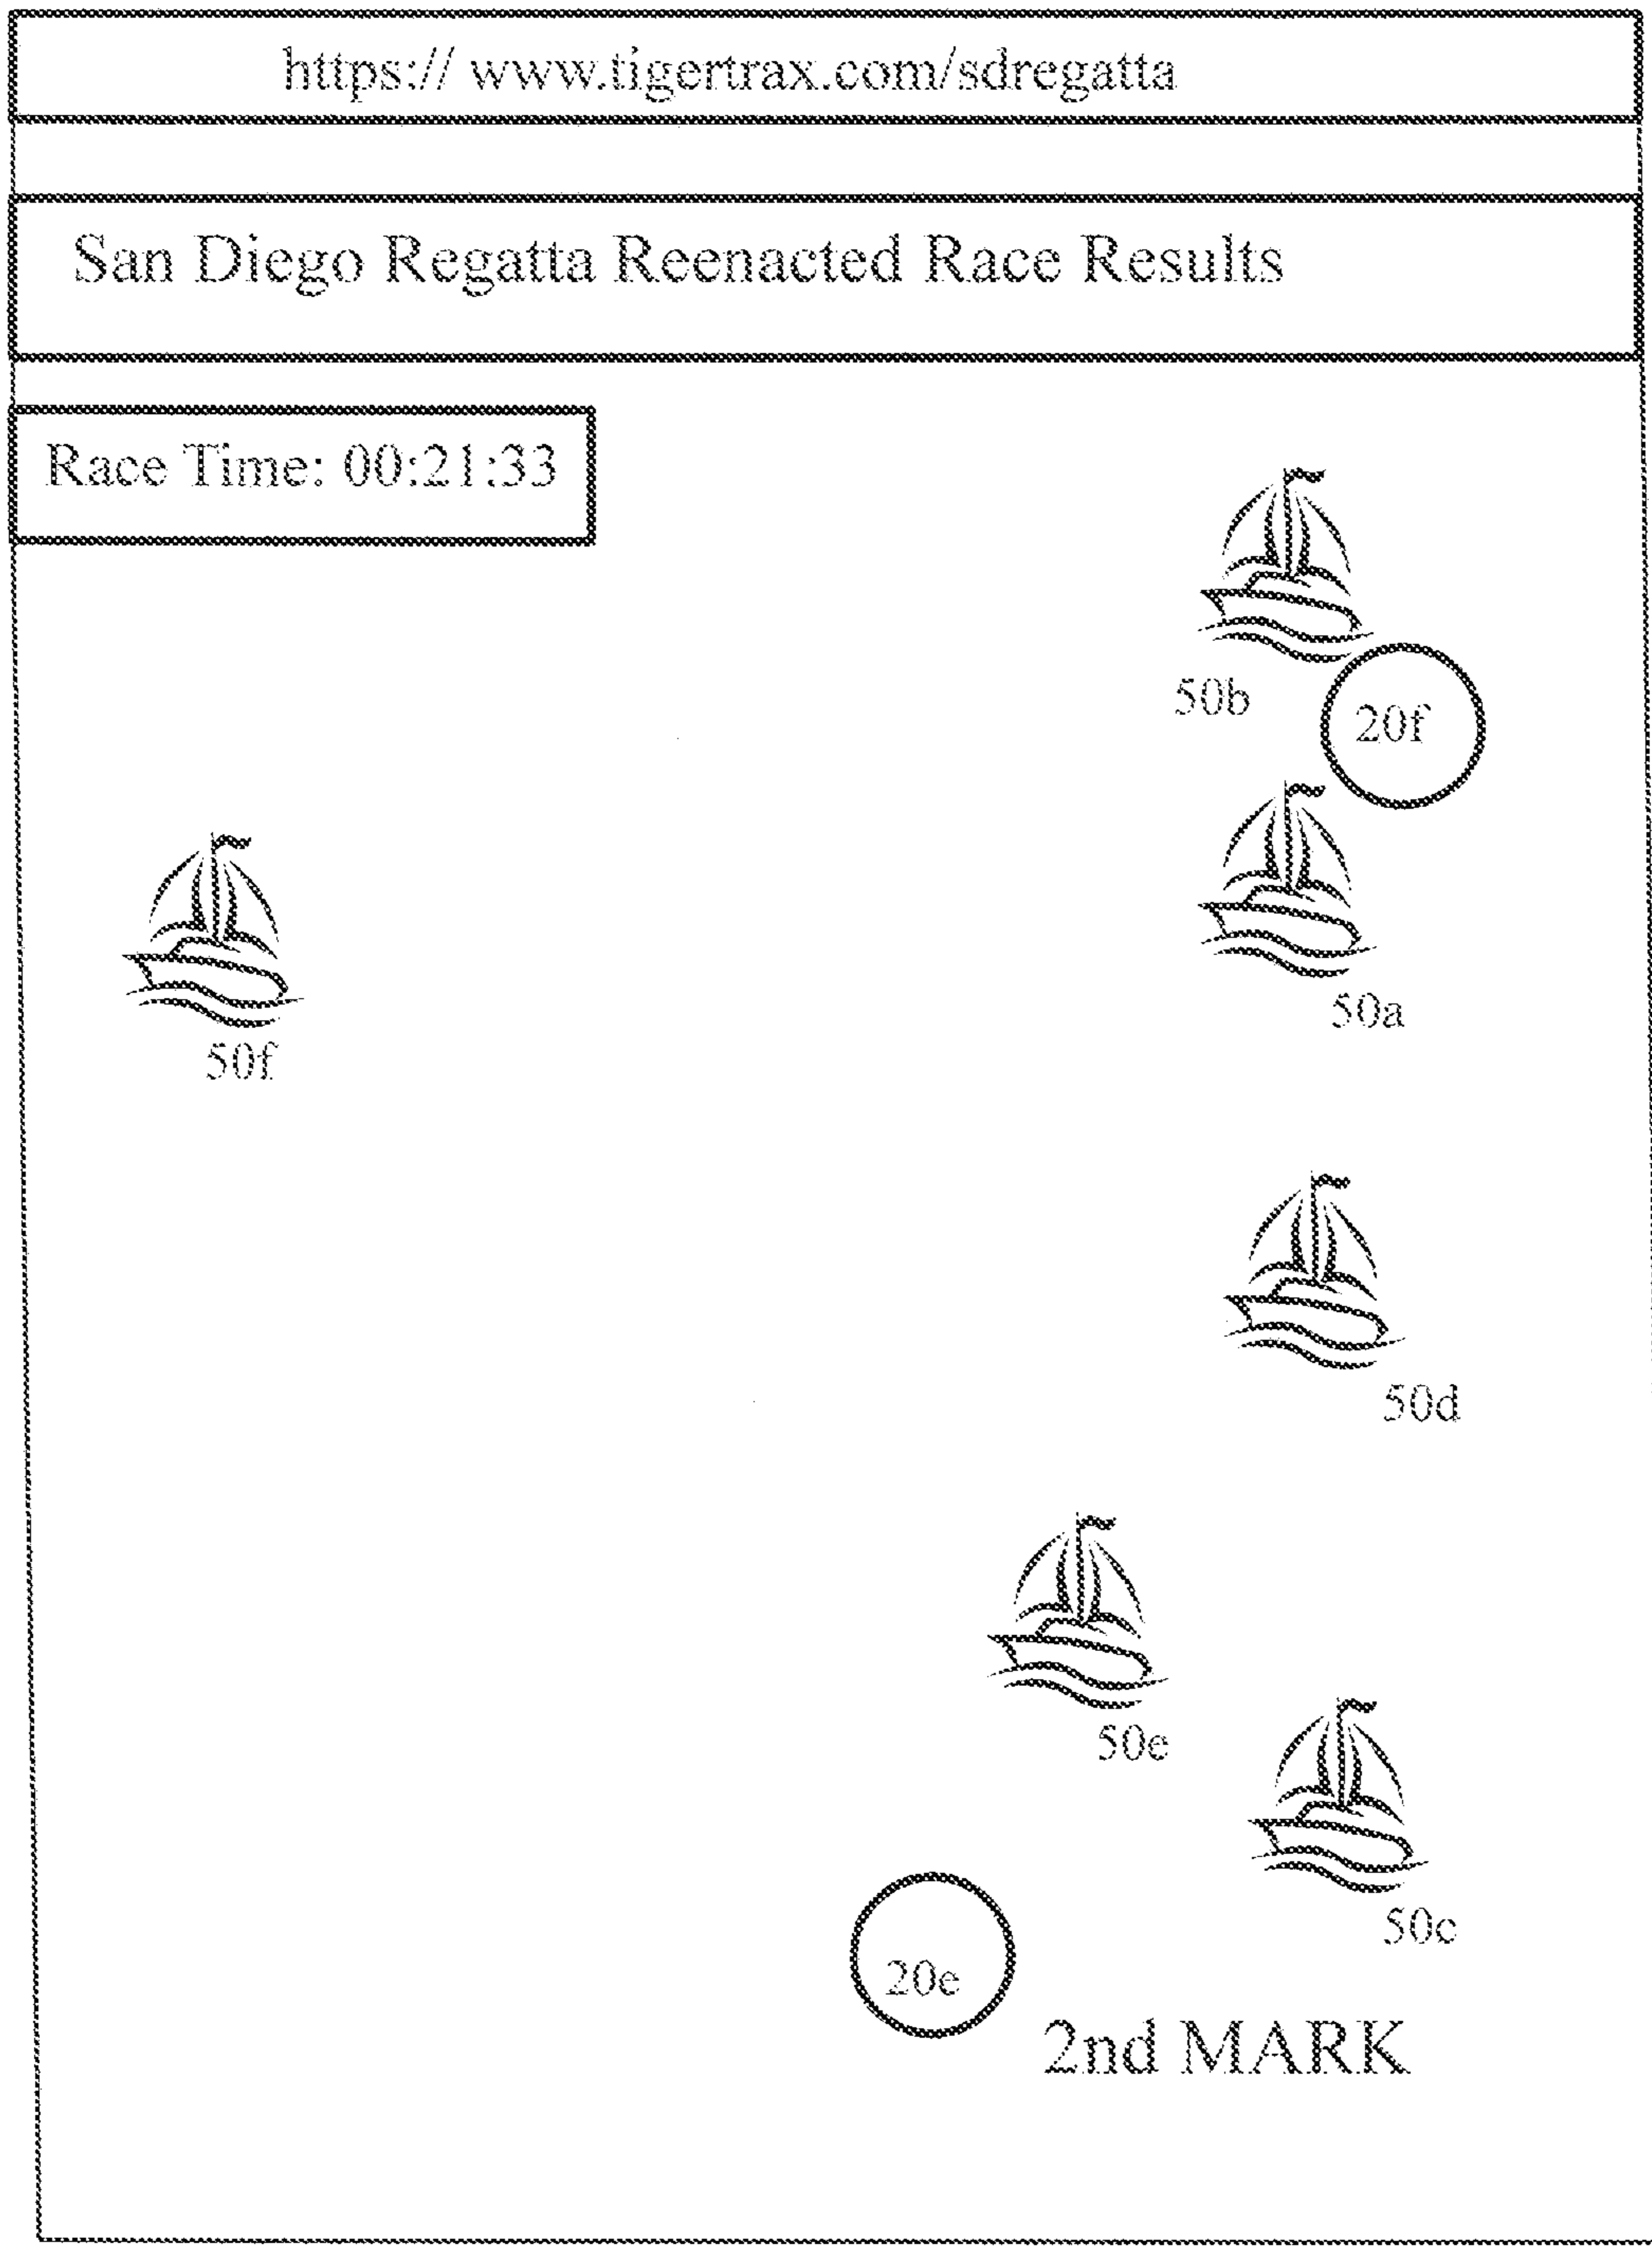 https:// www.tigertrax.com/sdregatta
San Diego Regatta Reenacted Race Results
Race Time: 00:21:33
50b
20f
50a
50f
50d
50e
50c
20e
2nd MARK